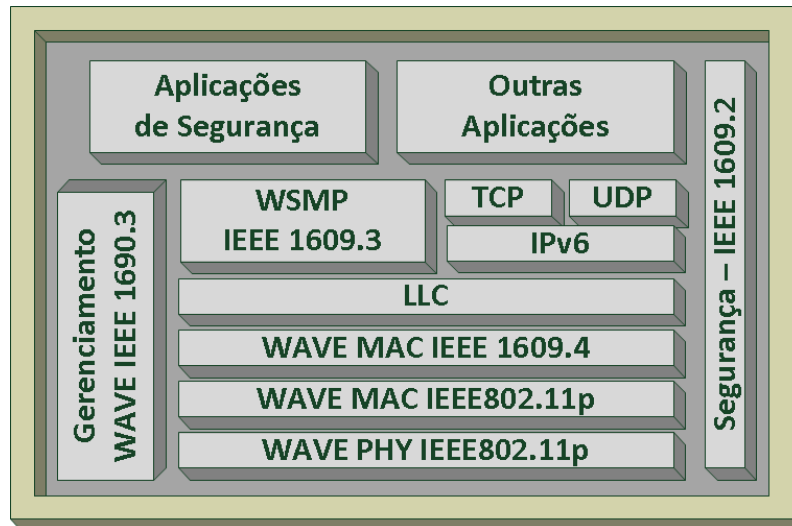 Aplicações
de Segurança
Outras
Aplicações
Gerenciamento
WAVE IEEE 1690.3
WSMP
IEEE 1609.3
TCP
UDP
IPv6
LLC
WAVE MAC IEEE 1609.4
WAVE MAC IEEE802.11p
WAVE PHY IEEE802.11p
Segurança – IEEE 1609.2